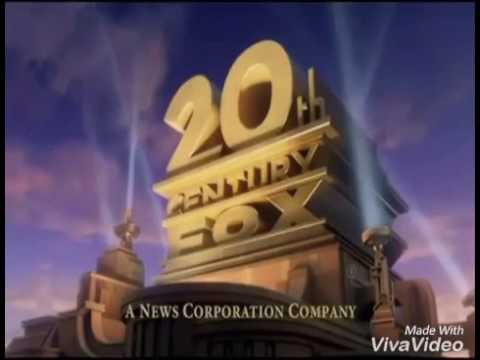 20th
CENTURY
FOX
A NEWS CORPORATION COMPANY
Made With
VivaVideo